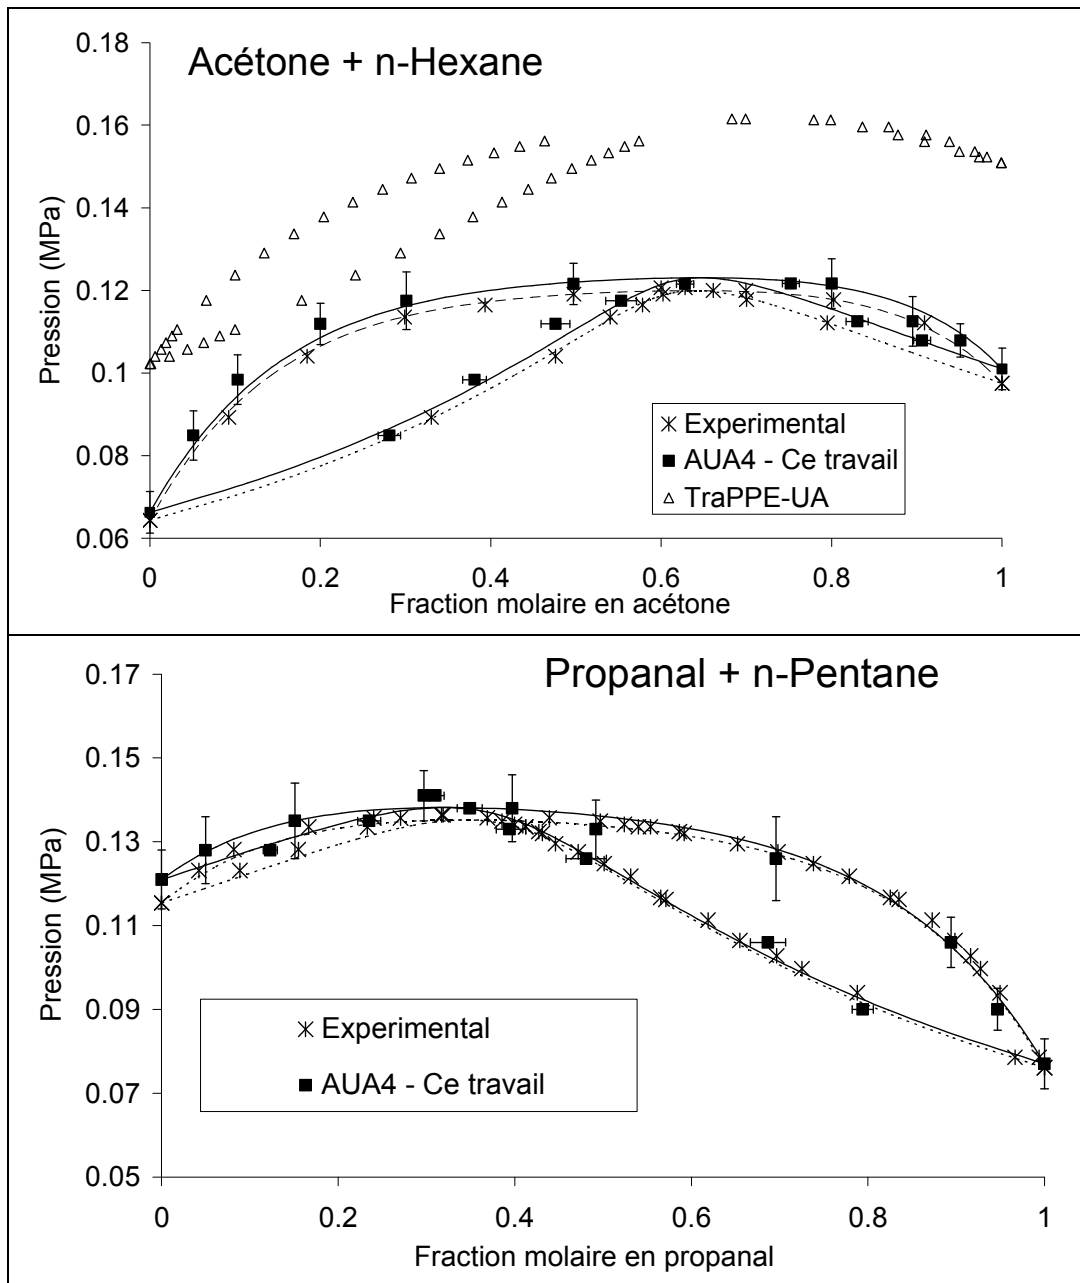 Acétone + n-Hexane
Pression (MPa)
0.18
0.16
0.14
0.12
0.1
0.08
0.06
Experimental
AUA4 - Ce travail
TraPPE-UA
0 0.2 0.4 0.6 0.8 1
Fraction molaire en acétone
Propanal + n-Pentane
Pression (MPa)
0.17
0.15
0.13
0.11
0.09
0.07
0.05
Experimental
AUA4 - Ce travail
0 0.2 0.4 0.6 0.8 1
Fraction molaire en propanal